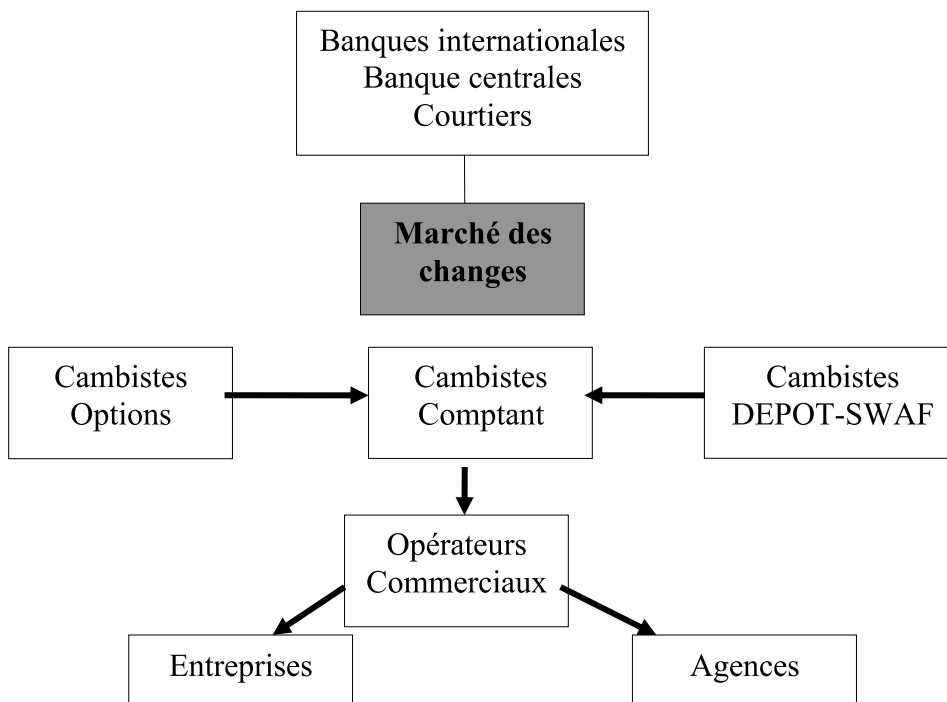 Banques internationales
Banque centrales
Courtiers
Marché des
changes
Cambistes
Options
Cambistes
Comptant
Cambistes
DEPOT-SWAF
Opérateurs
Commerciaux
Entreprises
Agences